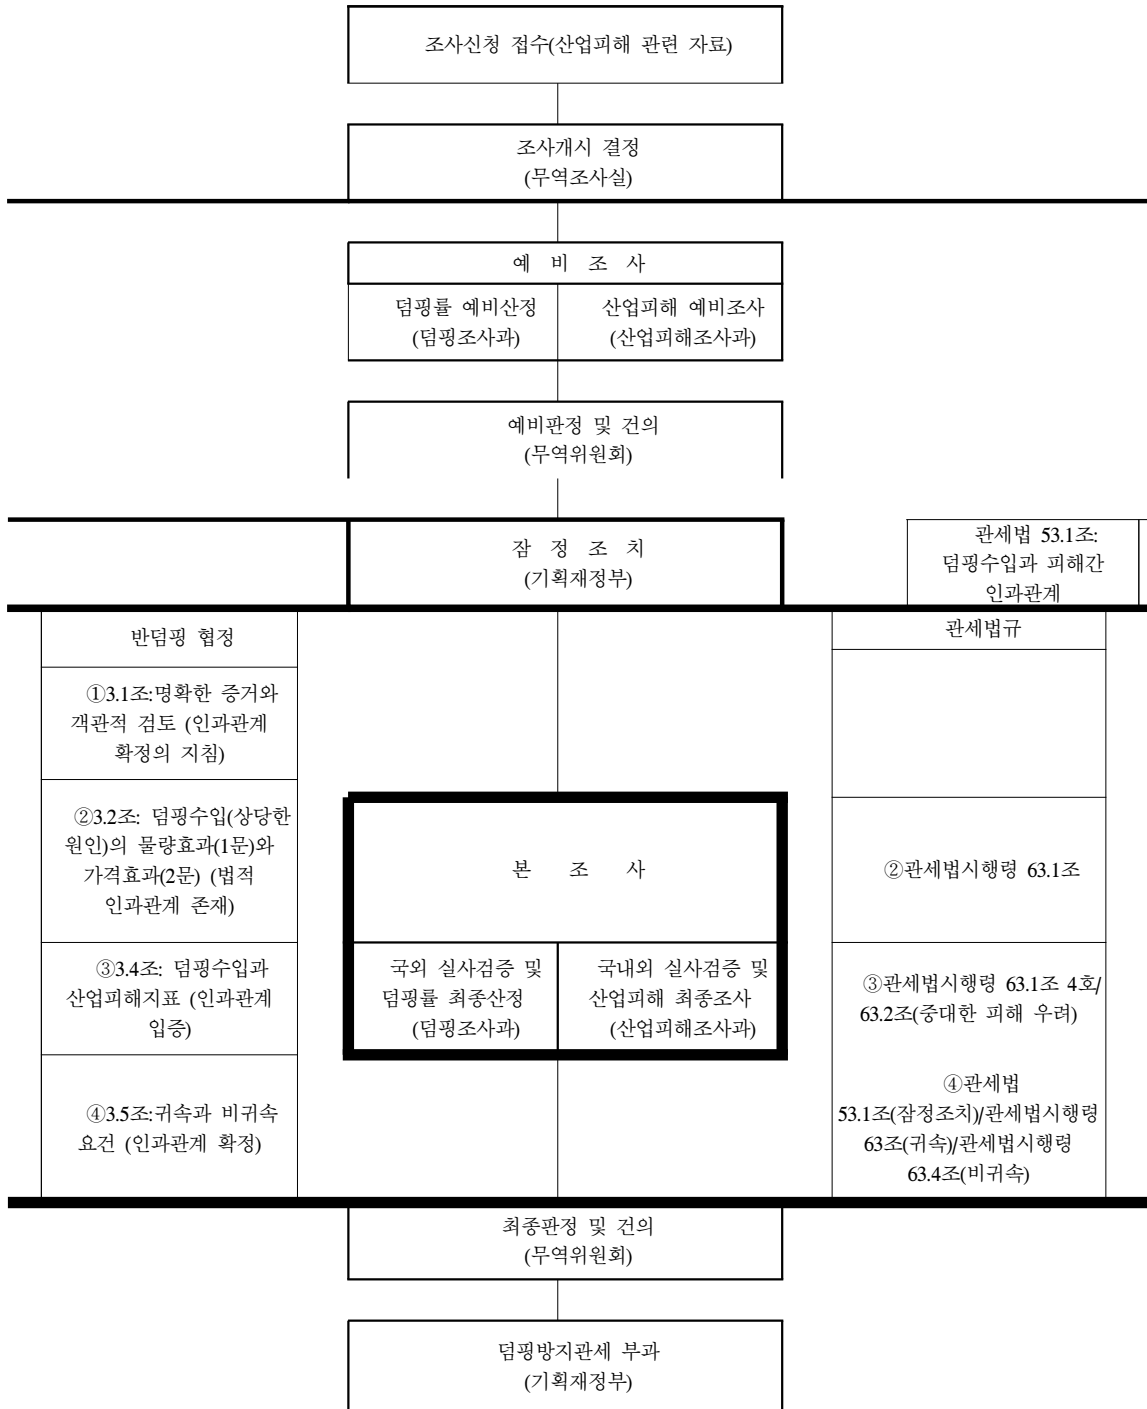 조사신청 접수(산업피해 관련 자료)
조사개시 결정
(무역조사실)
예 비 조 사
덤핑률 예비산정
(덤핑조사과)
산업피해 예비조사
(산업피해조사과)
예비판정 및 건의
(무역위원회)
잠 정 조 치
(기획재정부)
관세법 53.1조:
덤핑수입과 피해간
인과관계
반덤핑 협정
①3.1조:명확한 증거와
객관적 검토 (인과관계
확정의 지침)
②3.2조: 덤핑수입(상당한
원인)의 물량효과(1문)와
가격효과(2문) (법적
인과관계 존재)
③3.4조: 덤핑수입과
산업피해지표 (인과관계
입증)
④3.5조:귀속과 비귀속
요건 (인과관계 확정)
본 조 사
국외 실사검증 및
덤핑률 최종산정
(덤핑조사과)
국내외 실사검증 및
산업피해 최종조사
(산업피해조사과)
관세법규
②관세법시행령 63.1조
③관세법시행령 63.1조 4호/
63.2조(중대한 피해 우려)
④관세법
53.1조(잠정조치)/관세법시행령
63조(귀속)/관세법시행령
63.4조(비귀속)
최종판정 및 건의
(무역위원회)
덤핑방지관세 부과
(기획재정부)